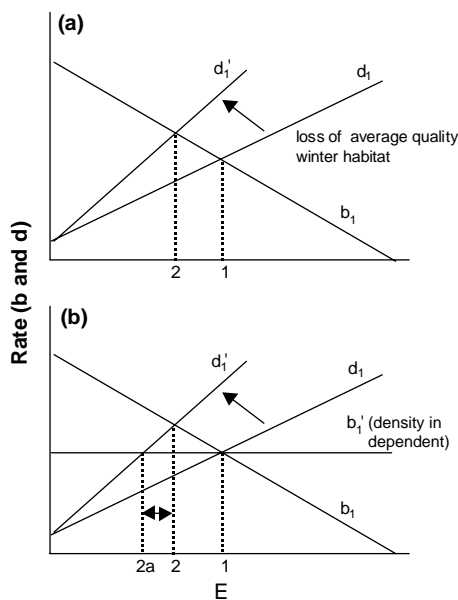 (a)
d₁'
d₁
loss of average quality
winter habitat
b₁
2 1
Rate (b and d)
(b)
d₁'
d₁
b₁' (density in
dependent)
b₁
2a 2 1
E